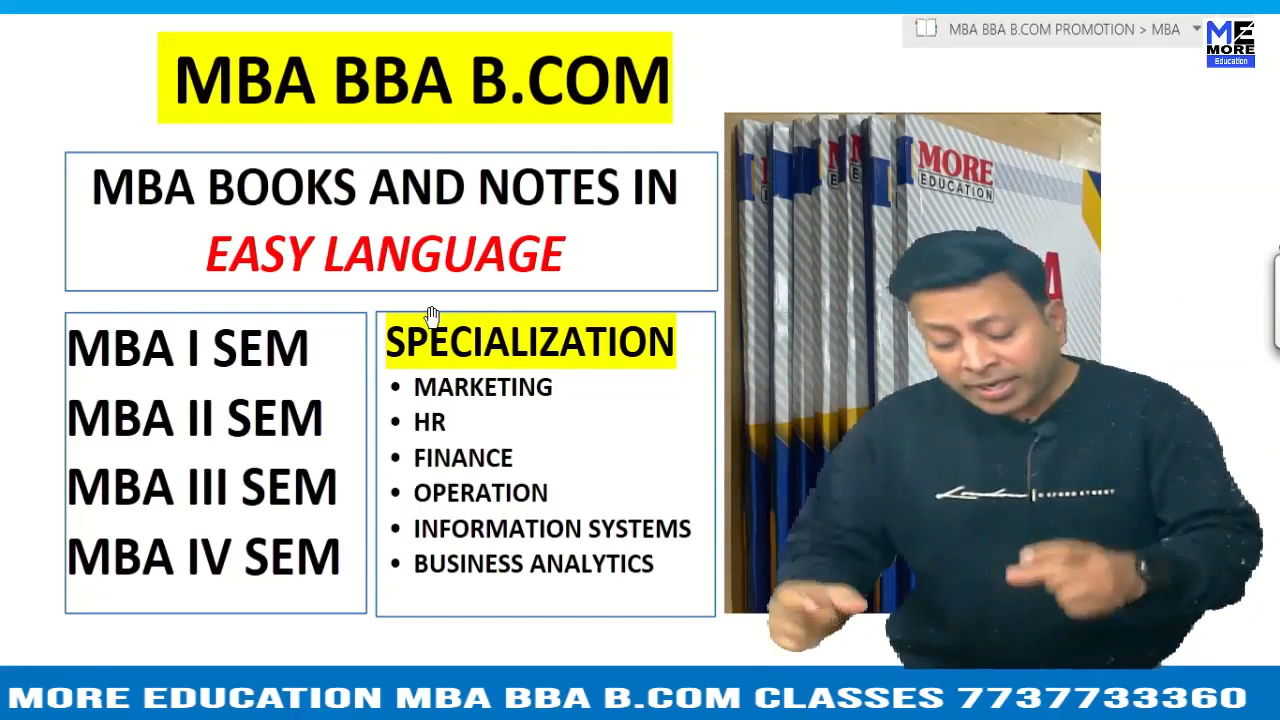 MBA BBA B.COM PROMOTION > MBA
ME
MORE
Education
MBA BBA B.COM
MBA BOOKS AND NOTES IN
EASY LANGUAGE
MBA I SEM
MBA II SEM
MBA III SEM
MBA IV SEM
SPECIALIZATION
• MARKETING
• HR
• FINANCE
• OPERATION
• INFORMATION SYSTEMS
• BUSINESS ANALYTICS
MORE
EDUCATION
MORE EDUCATION MBA BBA B.COM CLASSES 7737733360